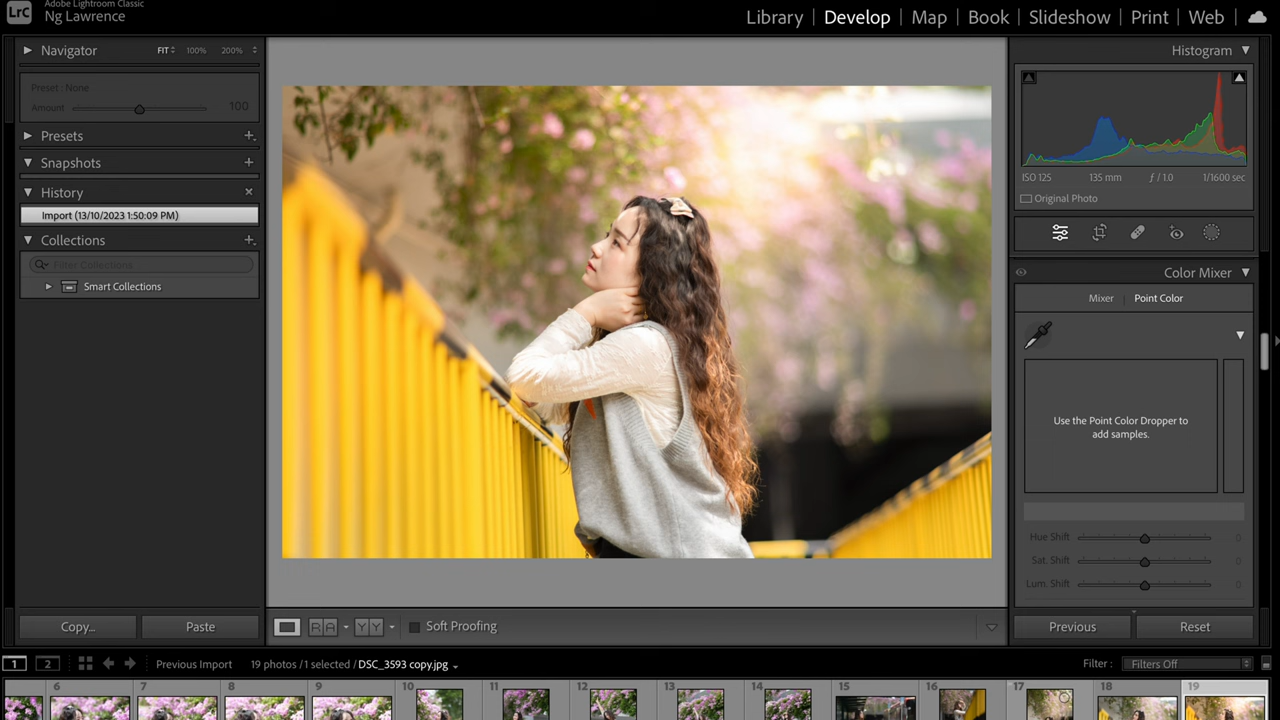 LrC
Adobe Lightroom Classic
Ng Lawrence
Library | Develop | Map | Book | Slideshow | Print | Web
Navigator FIT 100% 200%
Preset : None
Amount 100
Presets
Snapshots
History
Import (13/10/2023 1:50:09 PM)
Collections
Filter Collections
Smart Collections
Copy... Paste
Histogram
ISO 125 135 mm ƒ / 1.0 1/1600 sec
Original Photo
Color Mixer
Mixer | Point Color
Use the Point Color Dropper to
add samples.
Hue Shift 0
Sat. Shift 0
Lum. Shift 0
Previous Reset
R A Y Y Soft Proofing
1 2 Previous Import 19 photos / 1 selected / DSC_3593 copy.jpg
Filter : Filters Off
6 7 8 9 10 11 12 13 14 15 16 17 18 19